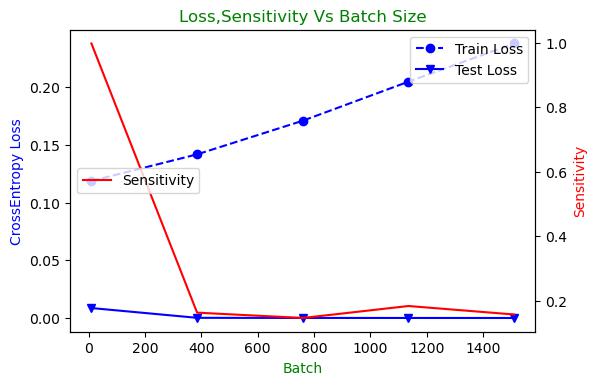 Loss,Sensitivity Vs Batch Size
Train Loss
Test Loss
Sensitivity
CrossEntropy Loss
0.20
0.15
0.10
0.05
0.00
1.0
0.8
0.6
0.4
0.2
Sensitivity
0
200
400
600
800
1000
1200
1400
Batch